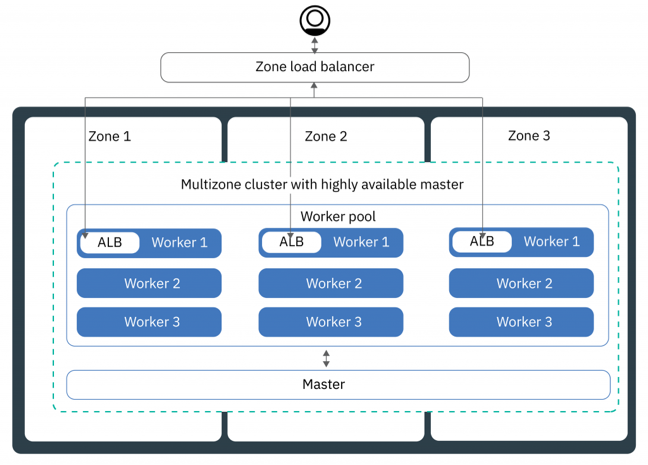 Zone load balancer
Zone 1
Zone 2
Zone 3
Multizone cluster with highly available master
Worker pool
ALB Worker 1
ALB Worker 1
ALB Worker 1
Worker 2
Worker 2
Worker 2
Worker 3
Worker 3
Worker 3
Master